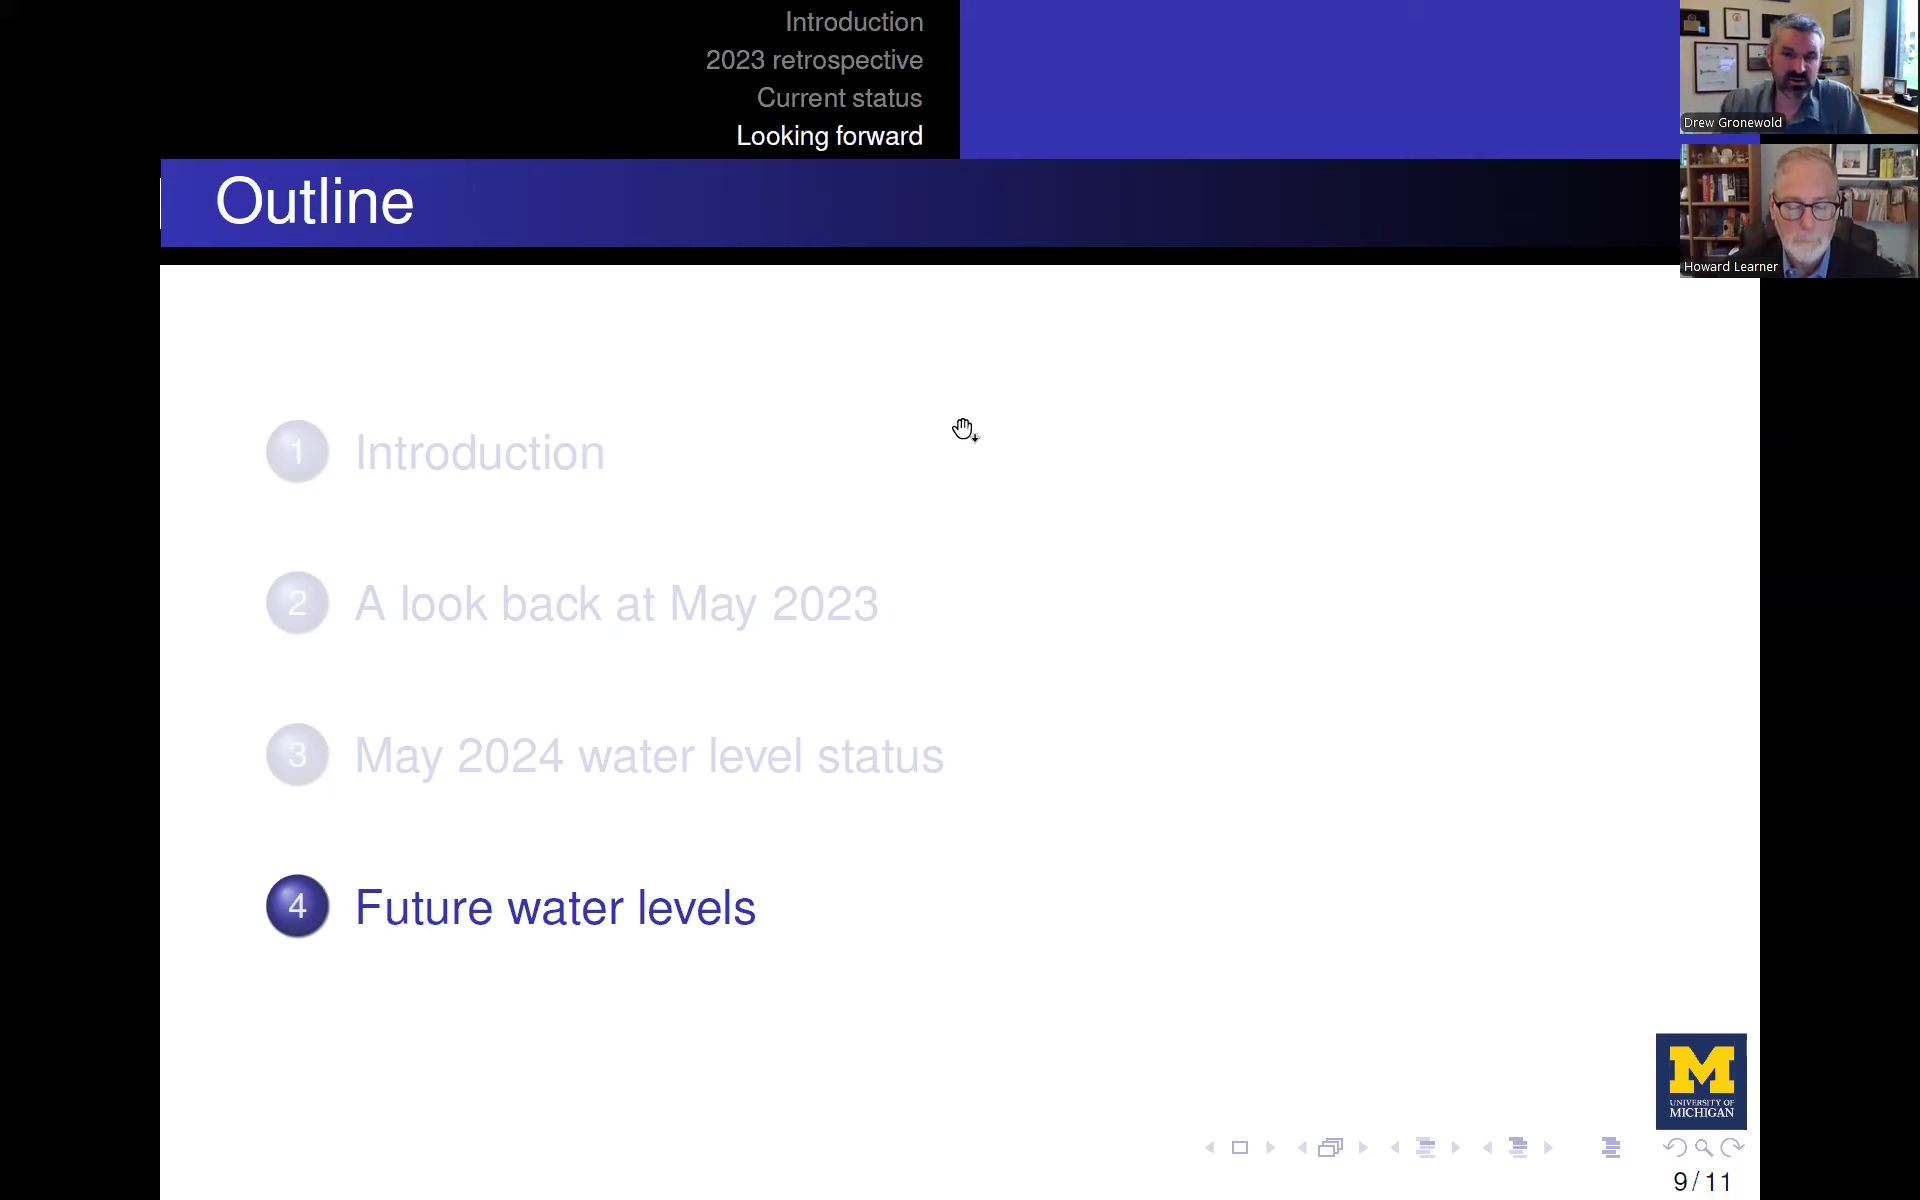 Introduction
2023 retrospective
Current status
Looking forward
Drew Gronewold
Howard Learner
Outline
1 Introduction
2 A look back at May 2023
3 May 2024 water level status
4 Future water levels
M
UNIVERSITY OF
MICHIGAN
9/11